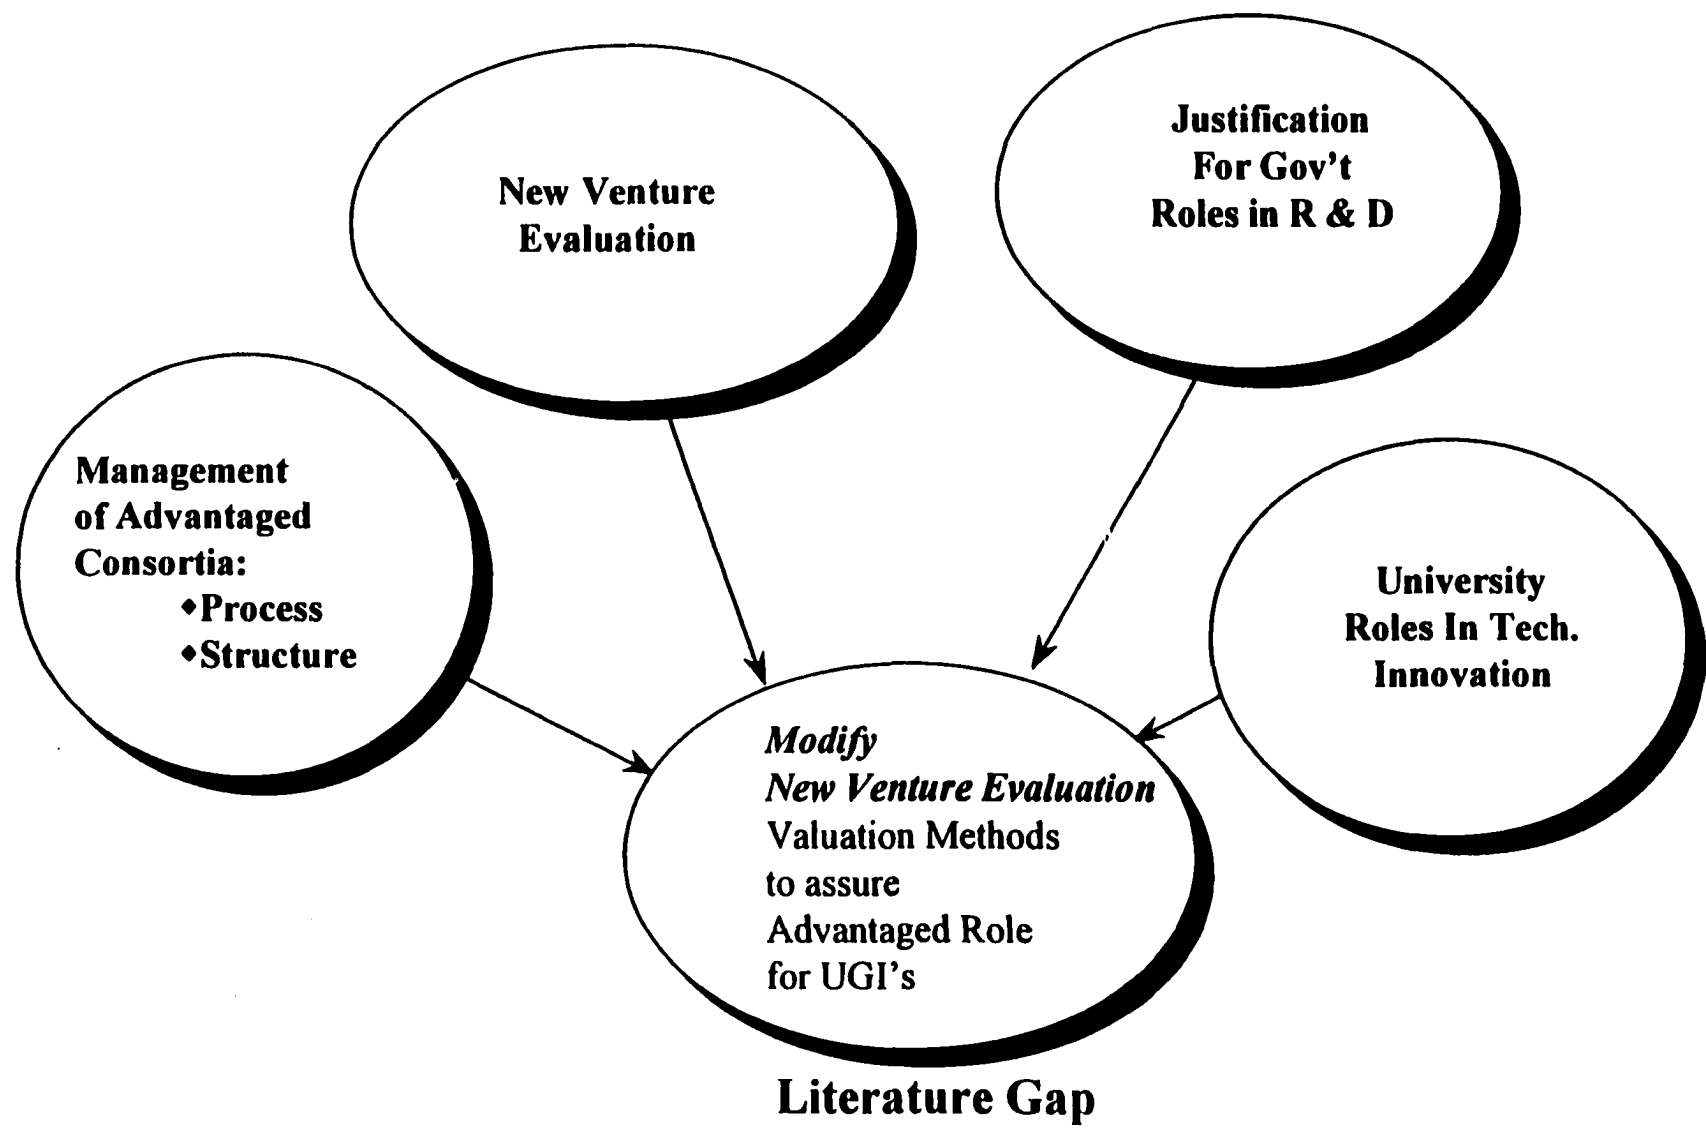 New Venture
Evaluation
Justification
For Gov't
Roles in R & D
Management
of Advantaged
Consortia:
◆Process
◆Structure
University
Roles In Tech.
Innovation
Modify
New Venture Evaluation
Valuation Methods
to assure
Advantaged Role
for UGI's
Literature Gap